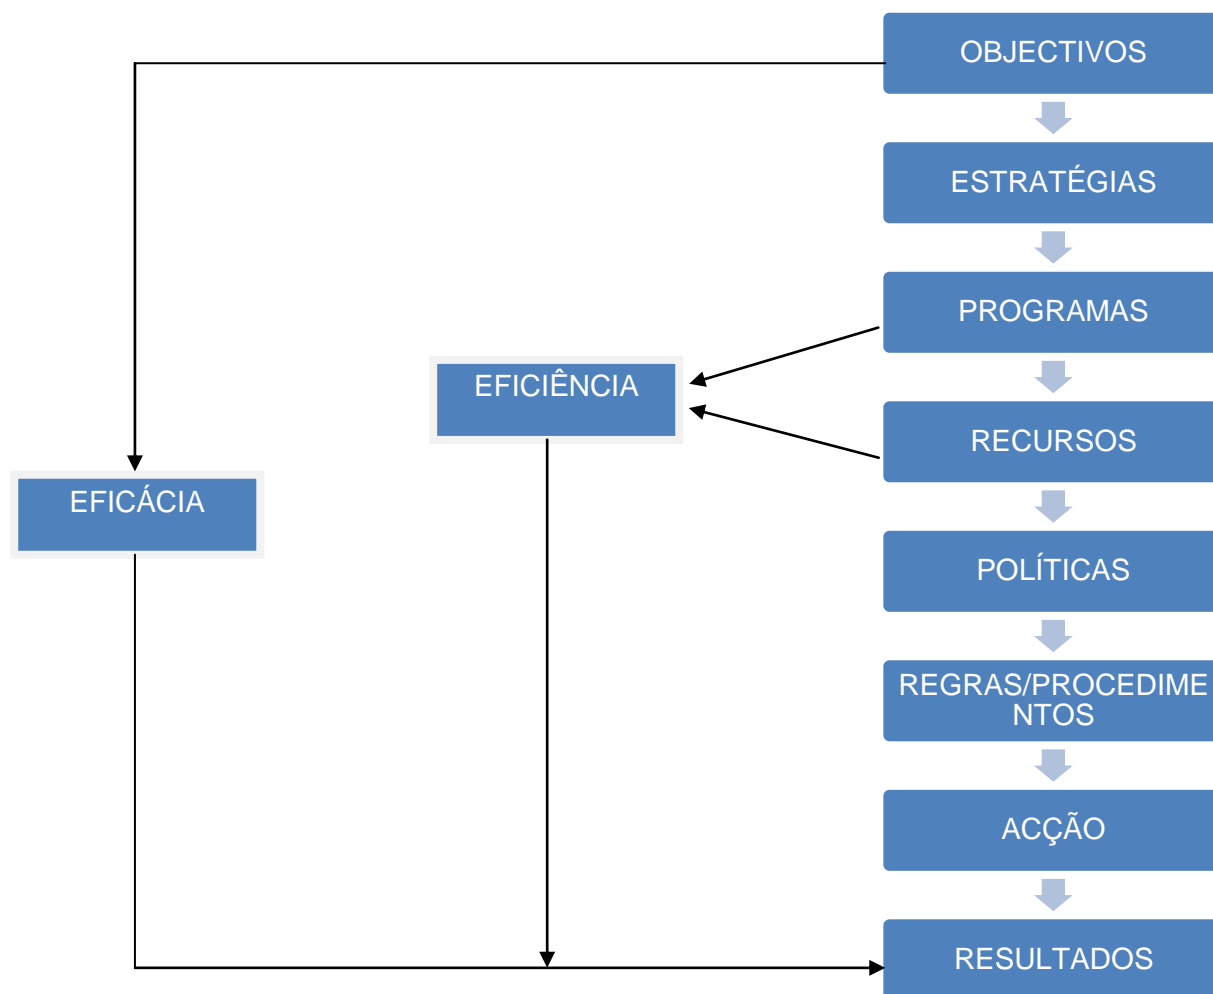 OBJECTIVOS
ESTRATÉGIAS
PROGRAMAS
EFICIÊNCIA
RECURSOS
EFICÁCIA
POLÍTICAS
REGRAS/PROCEDIME
NTOS
ACÇÃO
RESULTADOS